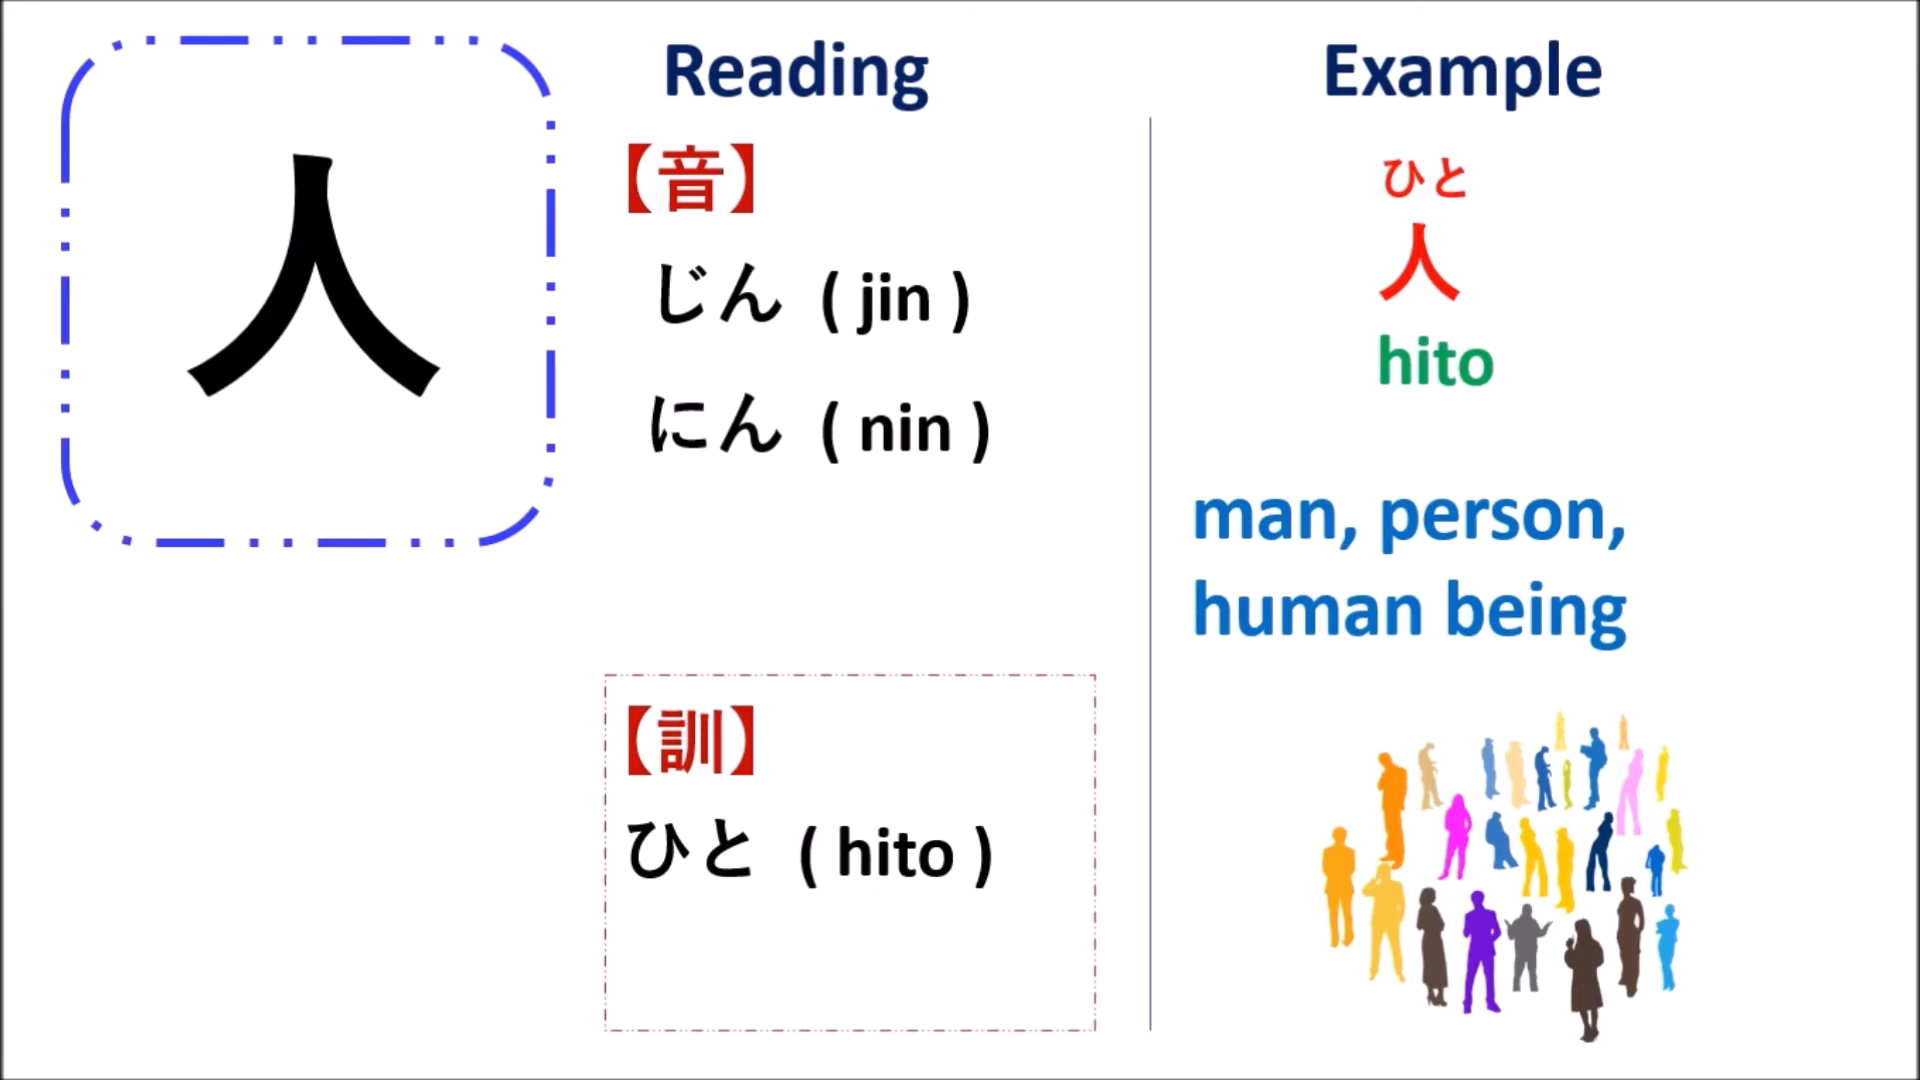 人
Reading
【音】
じん ( jin )
にん ( nin )
【訓】
ひと ( hito )
Example
ひと
人
hito
man, person,
human being